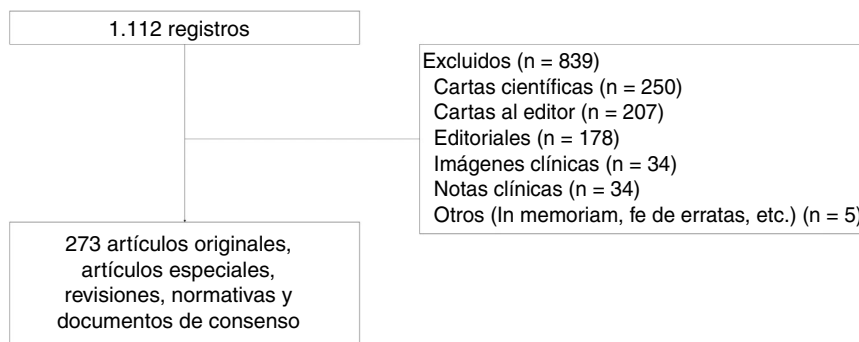 1.112 registros
Excluidos (n = 839)
Cartas científicas (n = 250)
Cartas al editor (n = 207)
Editoriales (n = 178)
Imágenes clínicas (n = 34)
Notas clínicas (n = 34)
Otros (In memoriam, fe de erratas, etc.) (n = 5)
273 artículos originales,
artículos especiales,
revisiones, normativas y
documentos de consenso